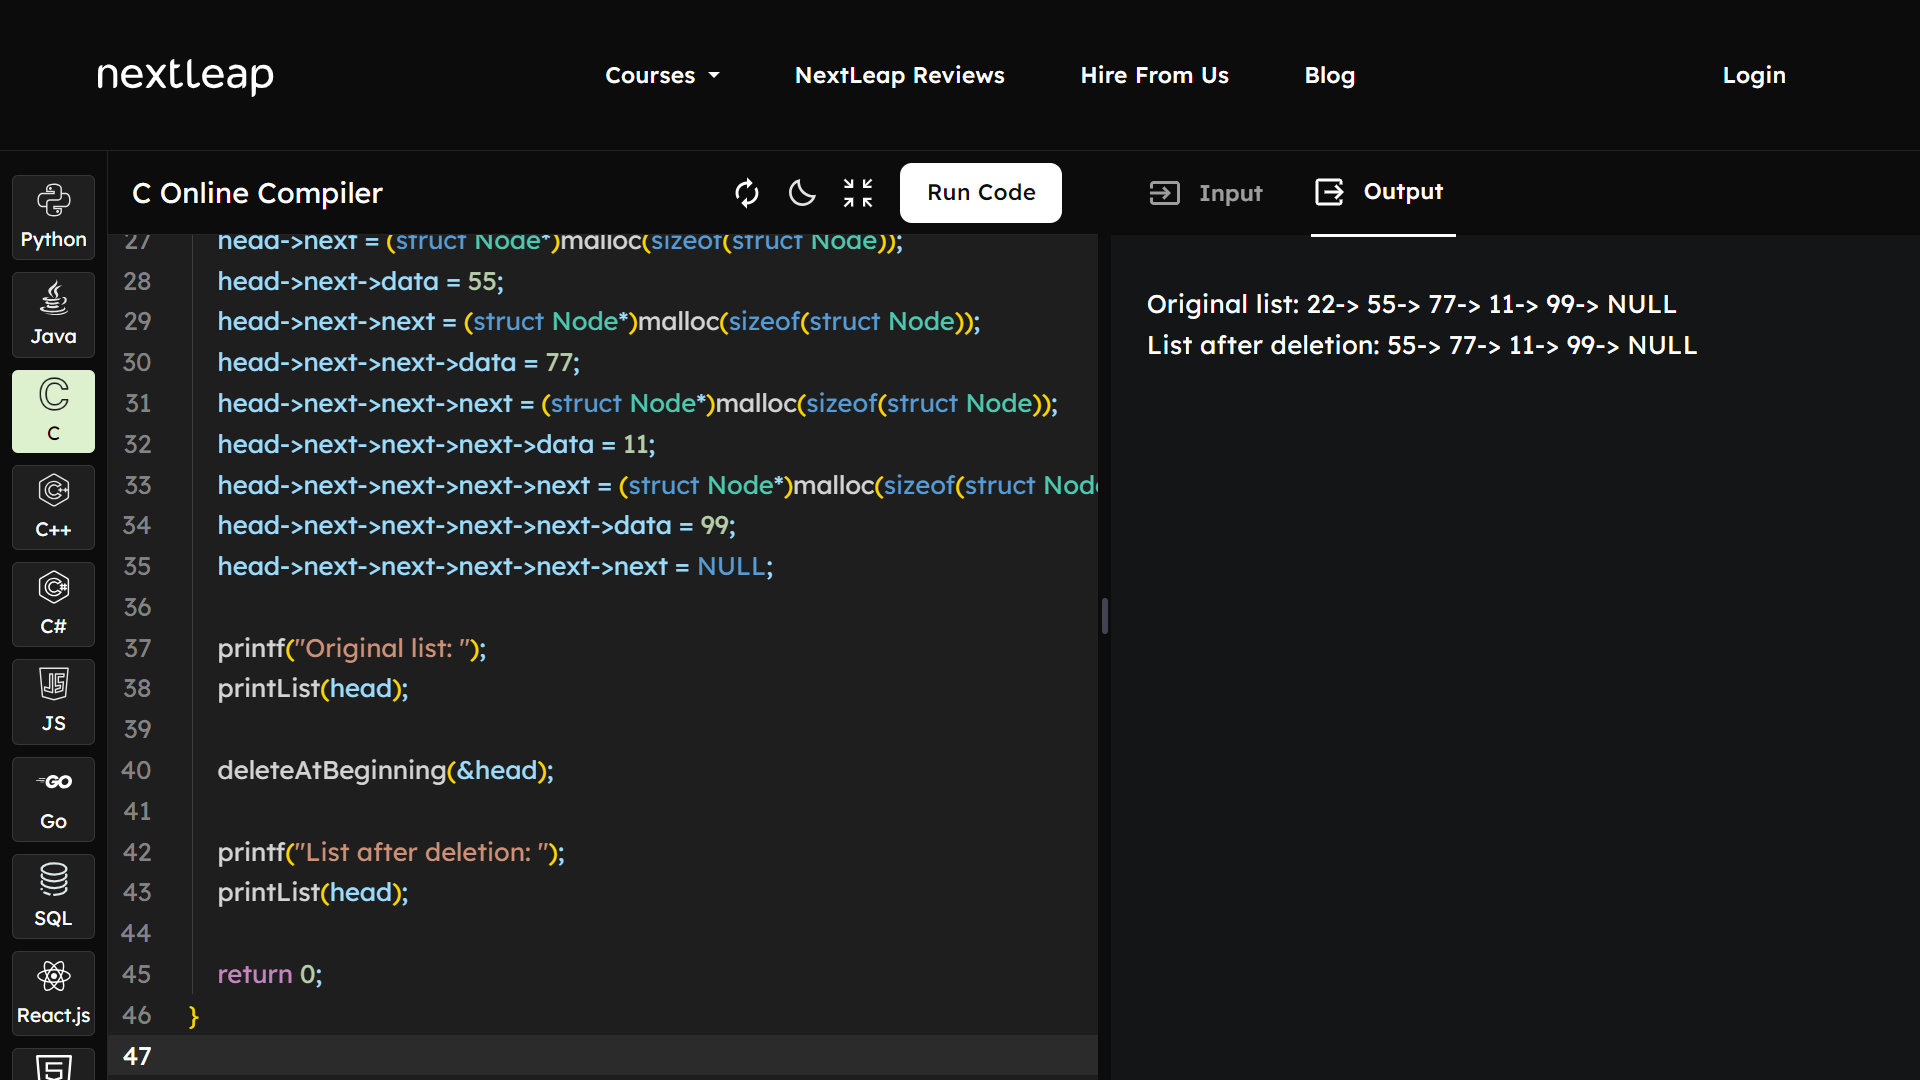 nextleap
Courses
NextLeap Reviews
Hire From Us
Blog
Login
Python
Java
C
C
C++
C#
JS
Go
SQL
React.js
C Online Compiler
Run Code
27 head->next = (struct Node*)malloc(sizeof(struct Node));
28 head->next->data = 55;
29 head->next->next = (struct Node*)malloc(sizeof(struct Node));
30 head->next->next->data = 77;
31 head->next->next->next = (struct Node*)malloc(sizeof(struct Node));
32 head->next->next->next->data = 11;
33 head->next->next->next->next = (struct Node*)malloc(sizeof(struct Node
34 head->next->next->next->next->data = 99;
35 head->next->next->next->next->next = NULL;
36
37 printf("Original list: ");
38 printList(head);
39
40 deleteAtBeginning(&head);
41
42 printf("List after deletion: ");
43 printList(head);
44
45 return 0;
46 }
47
Input
Output
Original list: 22-> 55-> 77-> 11-> 99-> NULL
List after deletion: 55-> 77-> 11-> 99-> NULL